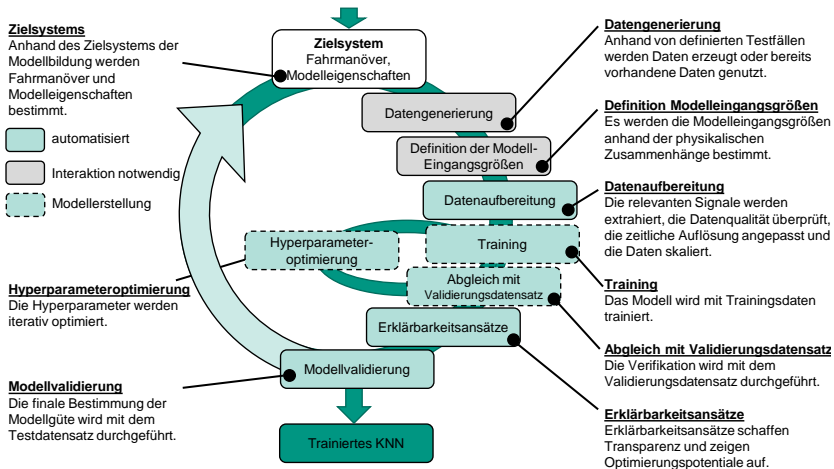 Zielsystems
Anhand des Zielsystems der
Modellbildung werden
Fahrmanöver und
Modelleigenschaften
bestimmt.
automatisiert
Interaktion notwendig
Modellerstellung
Hyperparameteroptimierung
Die Hyperparameter werden
iterativ optimiert.
Modellvalidierung
Die finale Bestimmung der
Modellgüte wird mit dem
Testdatensatz durchgeführt.
Zielsystem
Fahrmanöver,
Modelleigenschaften
Datengenerierung
Definition der Modell-
Eingangsgrößen
Datenaufbereitung
Hyperparameter-
optimierung
Training
Abgleich mit
Validierungsdatensatz
Erklärbarkeitsansätze
Modellvalidierung
Trainiertes KNN
Datengenerierung
Anhand von definierten Testfällen
werden Daten erzeugt oder bereits
vorhandene Daten genutzt.
Definition Modelleingangsgrößen
Es werden die Modelleingangsgrößen
anhand der physikalischen
Zusammenhänge bestimmt.
Datenaufbereitung
Die relevanten Signale werden
extrahiert, die Datenqualität überprüft,
die zeitliche Auflösung angepasst und
die Daten skaliert.
Training
Das Modell wird mit Trainingsdaten
trainiert.
Abgleich mit Validierungsdatensatz
Die Verifikation wird mit dem
Validierungsdatensatz durchgeführt.
Erklärbarkeitsansätze
Erklärbarkeitsansätze schaffen
Transparenz und zeigen
Optimierungspotentiale auf.